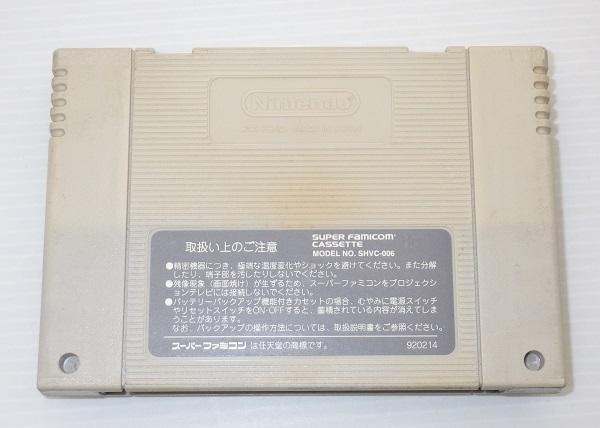 Nintendo
取扱い上のご注意
SUPER FAMICOM
CASSETTE
MODEL NO. SHVC-006
●精密機器につき、極端な温度変化やショックを避けてください。また分解
したり、端子部を汚したりしないでください。
●残像現象（画面焼け）が生ずるため、スーパーファミコンをプロジェクシ
ョンテレビには接続しないでください。
●バッテリーバックアップ機能付きカセットの場合、むやみに電源スイッチ
やリセットスイッチをON・OFFすると、蓄積されている内容が消えてしま
うことがあります。
なお、バックアップの操作方法については、取扱説明書をご参照ください。
スーパーファミコンは任天堂の商標です。
920214